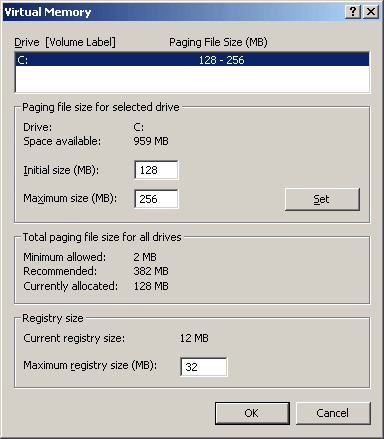 Virtual Memory
Drive [Volume Label] Paging File Size (MB)
C: 128 - 256
Paging file size for selected drive
Drive: C:
Space available: 959 MB
Initial size (MB): 128
Maximum size (MB): 256
Set
Total paging file size for all drives
Minimum allowed: 2 MB
Recommended: 382 MB
Currently allocated: 128 MB
Registry size
Current registry size: 12 MB
Maximum registry size (MB): 32
OK Cancel